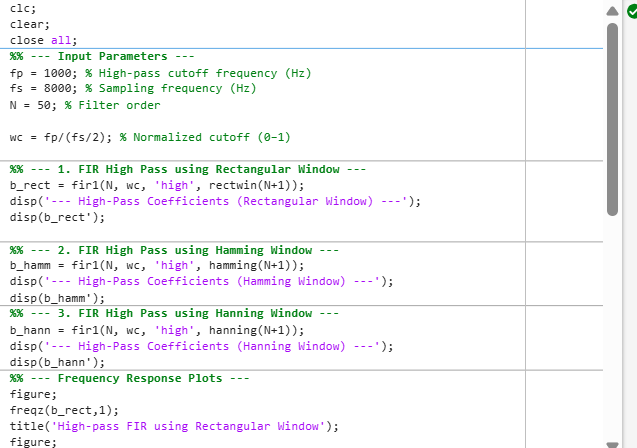 clc;
clear;
close all;
%% --- Input Parameters ---
fp = 1000; % High-pass cutoff frequency (Hz)
fs = 8000; % Sampling frequency (Hz)
N = 50; % Filter order
wc = fp/(fs/2); % Normalized cutoff (0–1)
%% --- 1. FIR High Pass using Rectangular Window ---
b_rect = fir1(N, wc, 'high', rectwin(N+1));
disp('--- High-Pass Coefficients (Rectangular Window) ---');
disp(b_rect');
%% --- 2. FIR High Pass using Hamming Window ---
b_hamm = fir1(N, wc, 'high', hamming(N+1));
disp('--- High-Pass Coefficients (Hamming Window) ---');
disp(b_hamm');
%% --- 3. FIR High Pass using Hanning Window ---
b_hann = fir1(N, wc, 'high', hanning(N+1));
disp('--- High-Pass Coefficients (Hanning Window) ---');
disp(b_hann');
%% --- Frequency Response Plots ---
figure;
freqz(b_rect,1);
title('High-pass FIR using Rectangular Window');
figure;